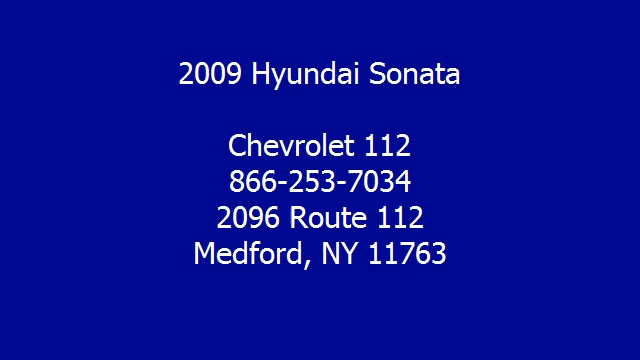 2009 Hyundai Sonata
Chevrolet 112
866-253-7034
2096 Route 112
Medford, NY 11763